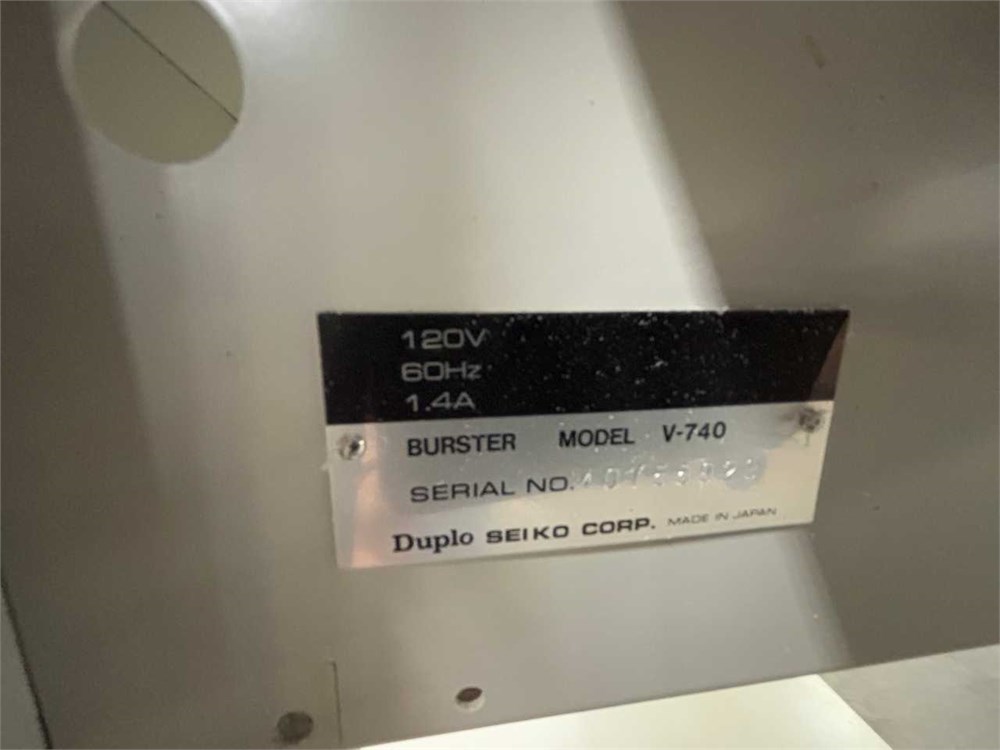 120V
60Hz
1.4A
BURSTER MODEL V-740
SERIAL NO.
Duplo SEIKO CORP. MADE IN JAPAN